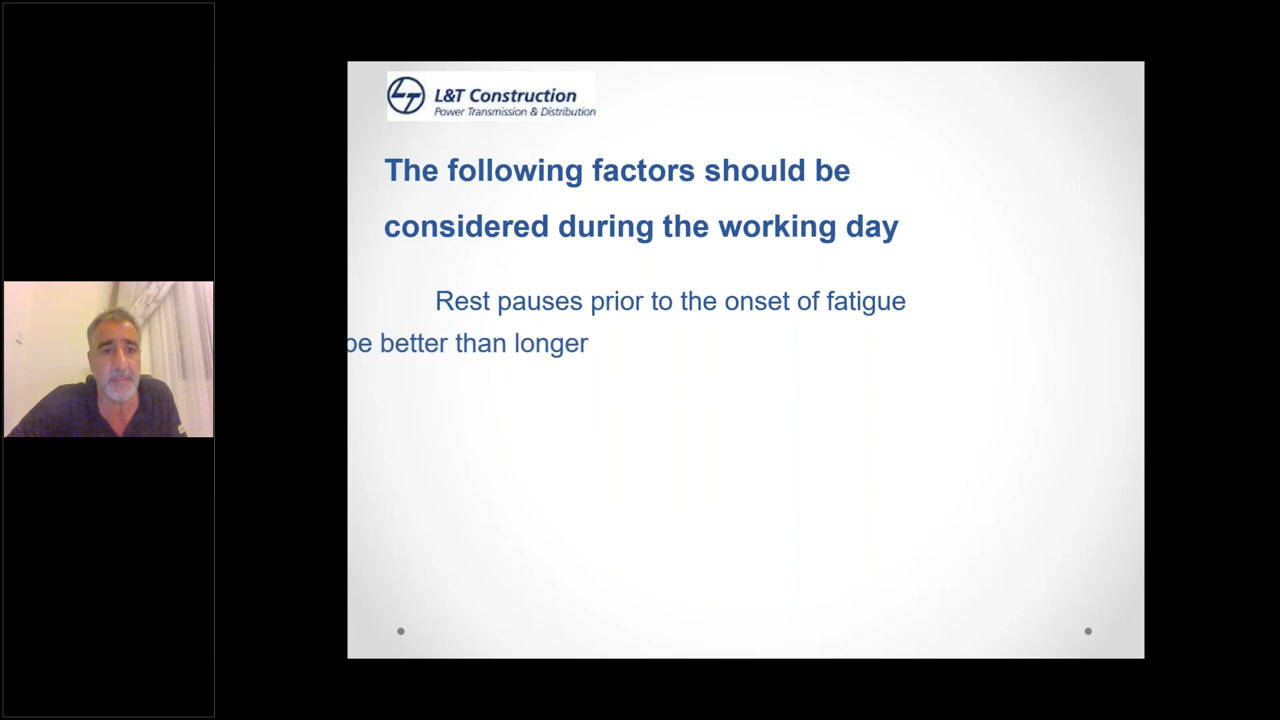 L&T Construction
Power Transmission & Distribution
The following factors should be
considered during the working day
Rest pauses prior to the onset of fatigue
be better than longer